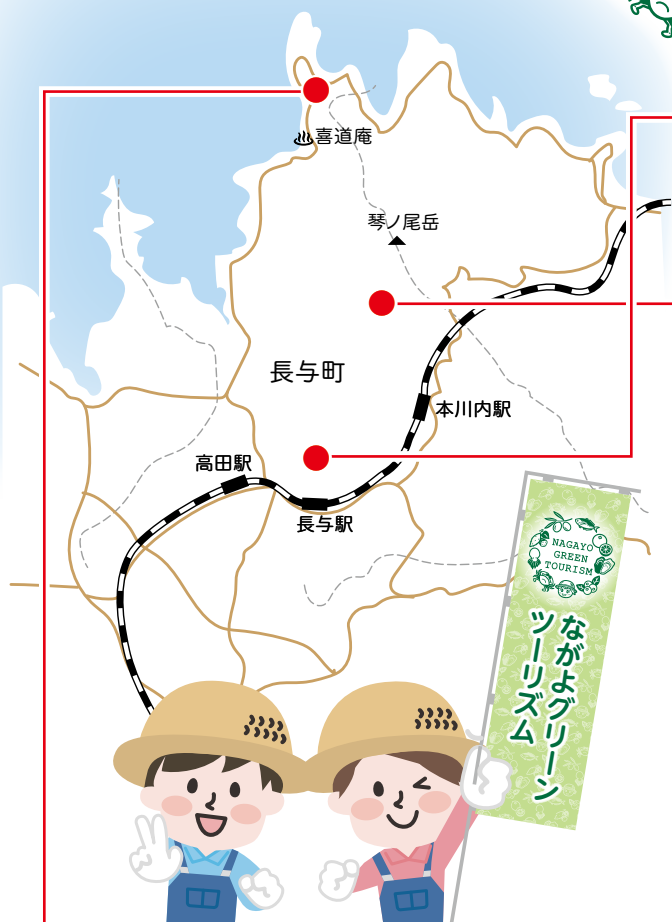 喜道庵
琴ノ尾岳
長与町
本川内駅
高田駅
長与駅
NAGAYO
GREEN
TOURISM
ながよグリーン
ツーリズム